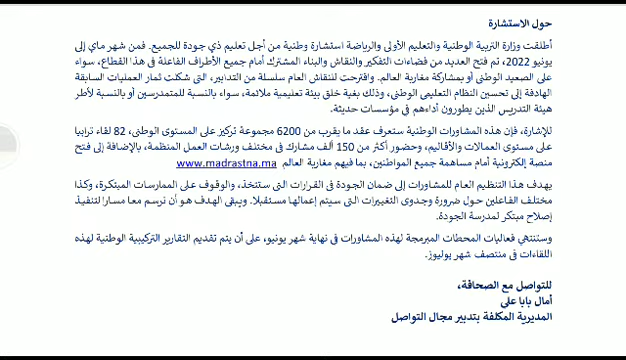 حول الاستشارة
أطلقت وزارة التربية الوطنية والتعليم الأولي والرياضة استشارة وطنية من أجل تعليم ذي جودة للجميع. فمن شهر ماي إلى
يونيو 2022، تم فتح العديد من فضاءات التفكير والنقاش والبناء المشترك أمام جميع الأطراف الفاعلة في هذا القطاع، سواء
على الصعيد الوطني أو بمشاركة مغاربة العالم. واقترحت للنقاش العام سلسلة من التدابير، التي شكلت ثمار العمليات السابقة
الهادفة إلى تحسين النظام التعليمي الوطني، وذلك بغية خلق بيئة تعليمية ملائمة، سواء بالنسبة للمتمدرسين أو بالنسبة لأطر
هيئة التدريس الذين يطورون أداءهم في مؤسسات حديثة.
للإشارة، فإن هذه المشاورات الوطنية ستعرف عقد ما يقرب من 6200 مجموعة تركيز على المستوى الوطني، 82 لقاء ترابيا
على مستوى العمالات والأقاليم، وحضور أكثر من 150 ألف مشارك في مختلف ورشات العمل المنظمة، بالإضافة إلى فتح
منصة إلكترونية أمام مساهمة جميع المواطنين، بما فيهم مغاربة العالم www.madrastna.ma
يهدف هذا التنظيم العام للمشاورات إلى ضمان الجودة في القرارات التي ستتخذ، والوقوف على الممارسات المبتكرة، وكذا
مختلف الفاعلين حول ضرورة وجدوى التغييرات التي سيتم إعمالها مستقبلا. ويبقى الهدف هو أن نرسم معا مسارا لتنفيذ
إصلاح مبتكر لمدرسة الجودة.
وستنتهي فعاليات المحطات المبرمجة لهذه المشاورات في نهاية شهر يونيو، على أن يتم تقديم التقارير التركيبية الوطنية لهذه
اللقاءات في منتصف شهر يوليوز.
للتواصل مع الصحافة،
أمال بابا علي
المديرية المكلفة بتدبير مجال التواصل